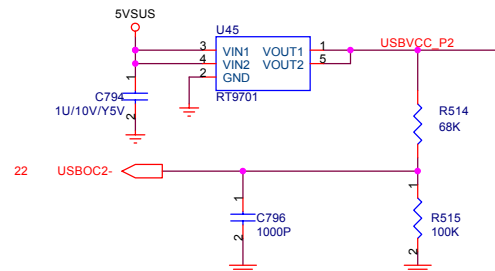 5VSUS
U45
3 VIN1 VOUT1 1 USBVCC_P2
4 VIN2 VOUT2 5
2 GND
RT9701
1
C794
1U/10V/Y5V
2
R514
68K
22 USBOC2-
1
C796
1000P
2
1
R515
100K
2